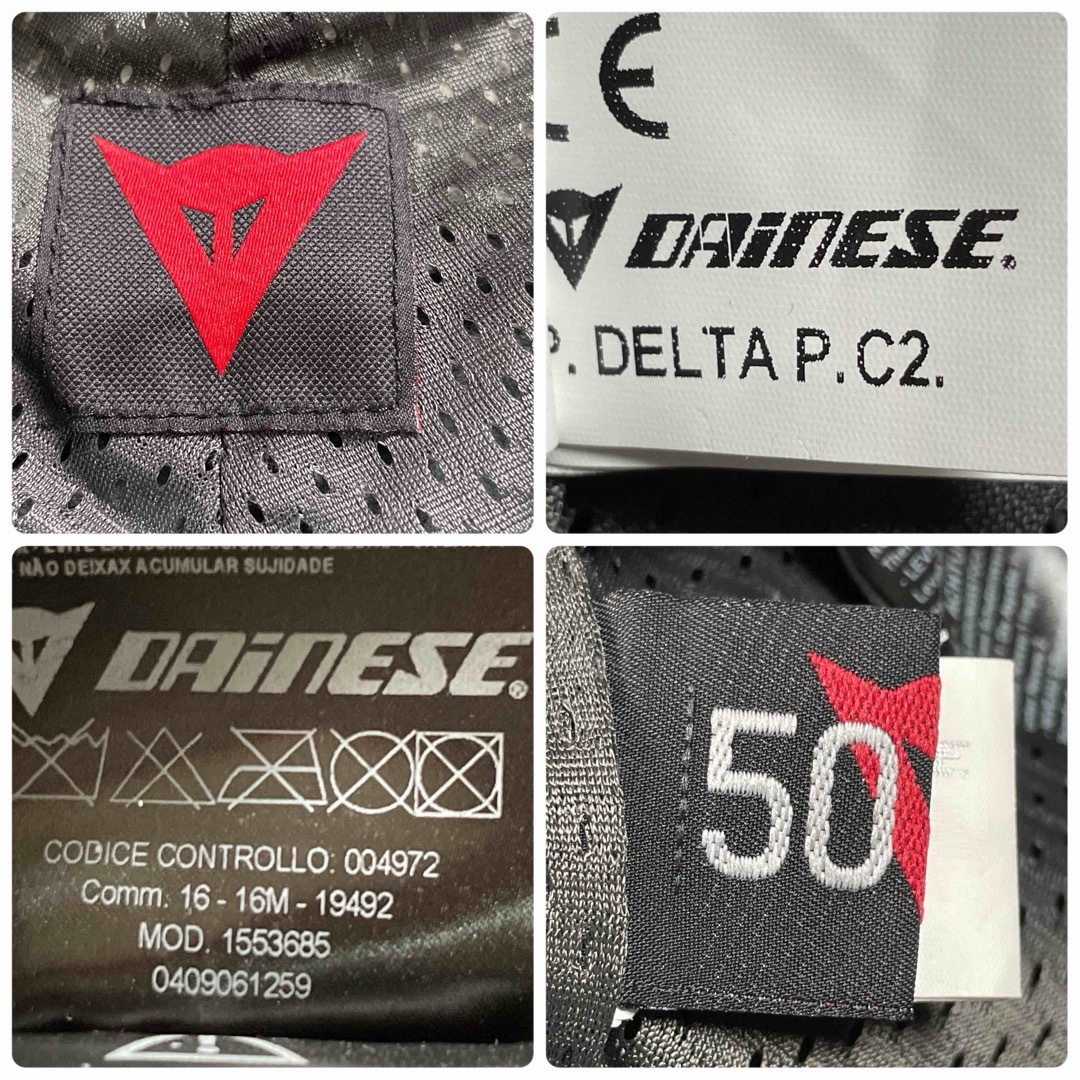 CE
DAiNESE.
P. DELTA P. C2.
NÃO DEIXAX ACUMULAR SUJIDADE
DAiNESE®
CODICE CONTROLLO: 004972
Comm. 16 - 16M - 19492
MOD. 1553685
0409061259
50